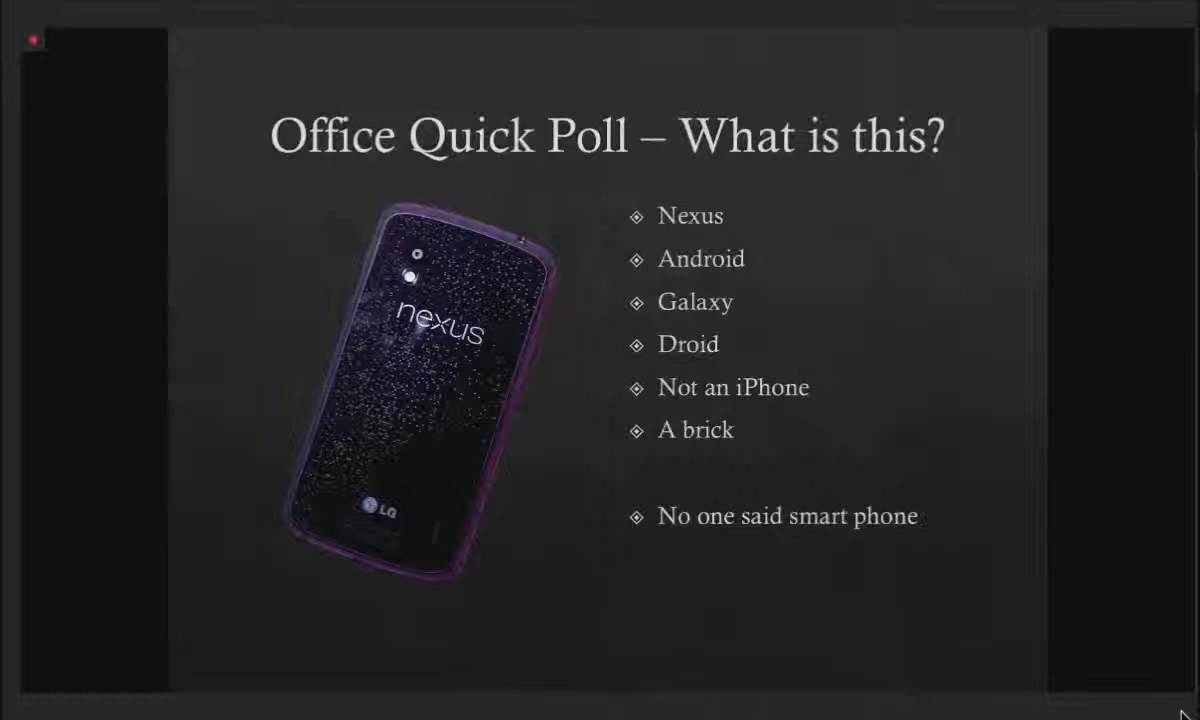 Office Quick Poll – What is this?
nexus
LG
Nexus
Android
Galaxy
Droid
Not an iPhone
A brick
No one said smart phone